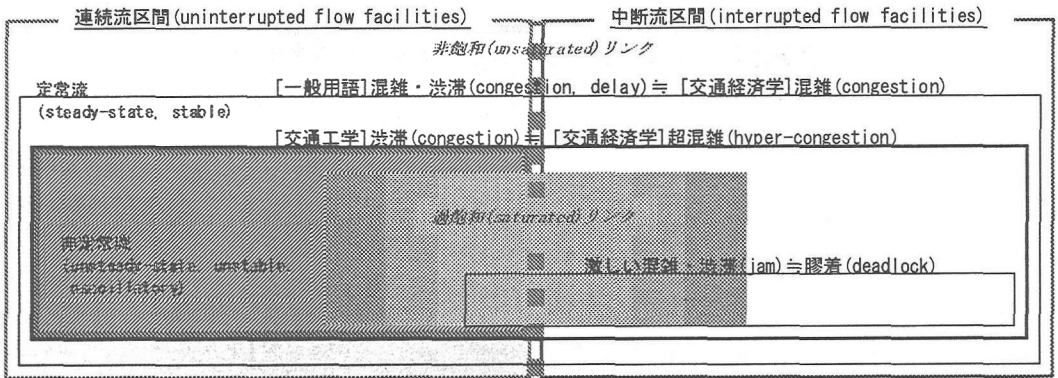 連続流区間(uninterrupted flow facilities)
中断流区間(interrupted flow facilities)
非飽和(unsaturated)リンク
定常流
(steady-state, stable)
[一般用語]混雑・渋滞(congestion, delay)≒ [交通経済学]混雑(congestion)
[交通工学]渋滞(congestion)≒ [交通経済学]超混雑(hyper-congestion)
過飽和(saturated)リンク
非定常流
(unsteady-state, unstable,
激しい混雑・渋滞(jam)≒膠着(deadlock)